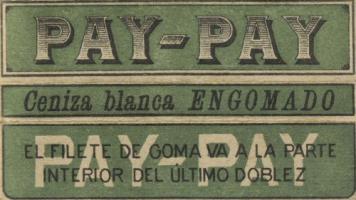 PAY-PAY
Ceniza blanca ENGOMADO
PAY-PAY
EL FILETE DE GOMA VA A LA PARTE
INTERIOR DEL ÚLTIMO DOBLEZ